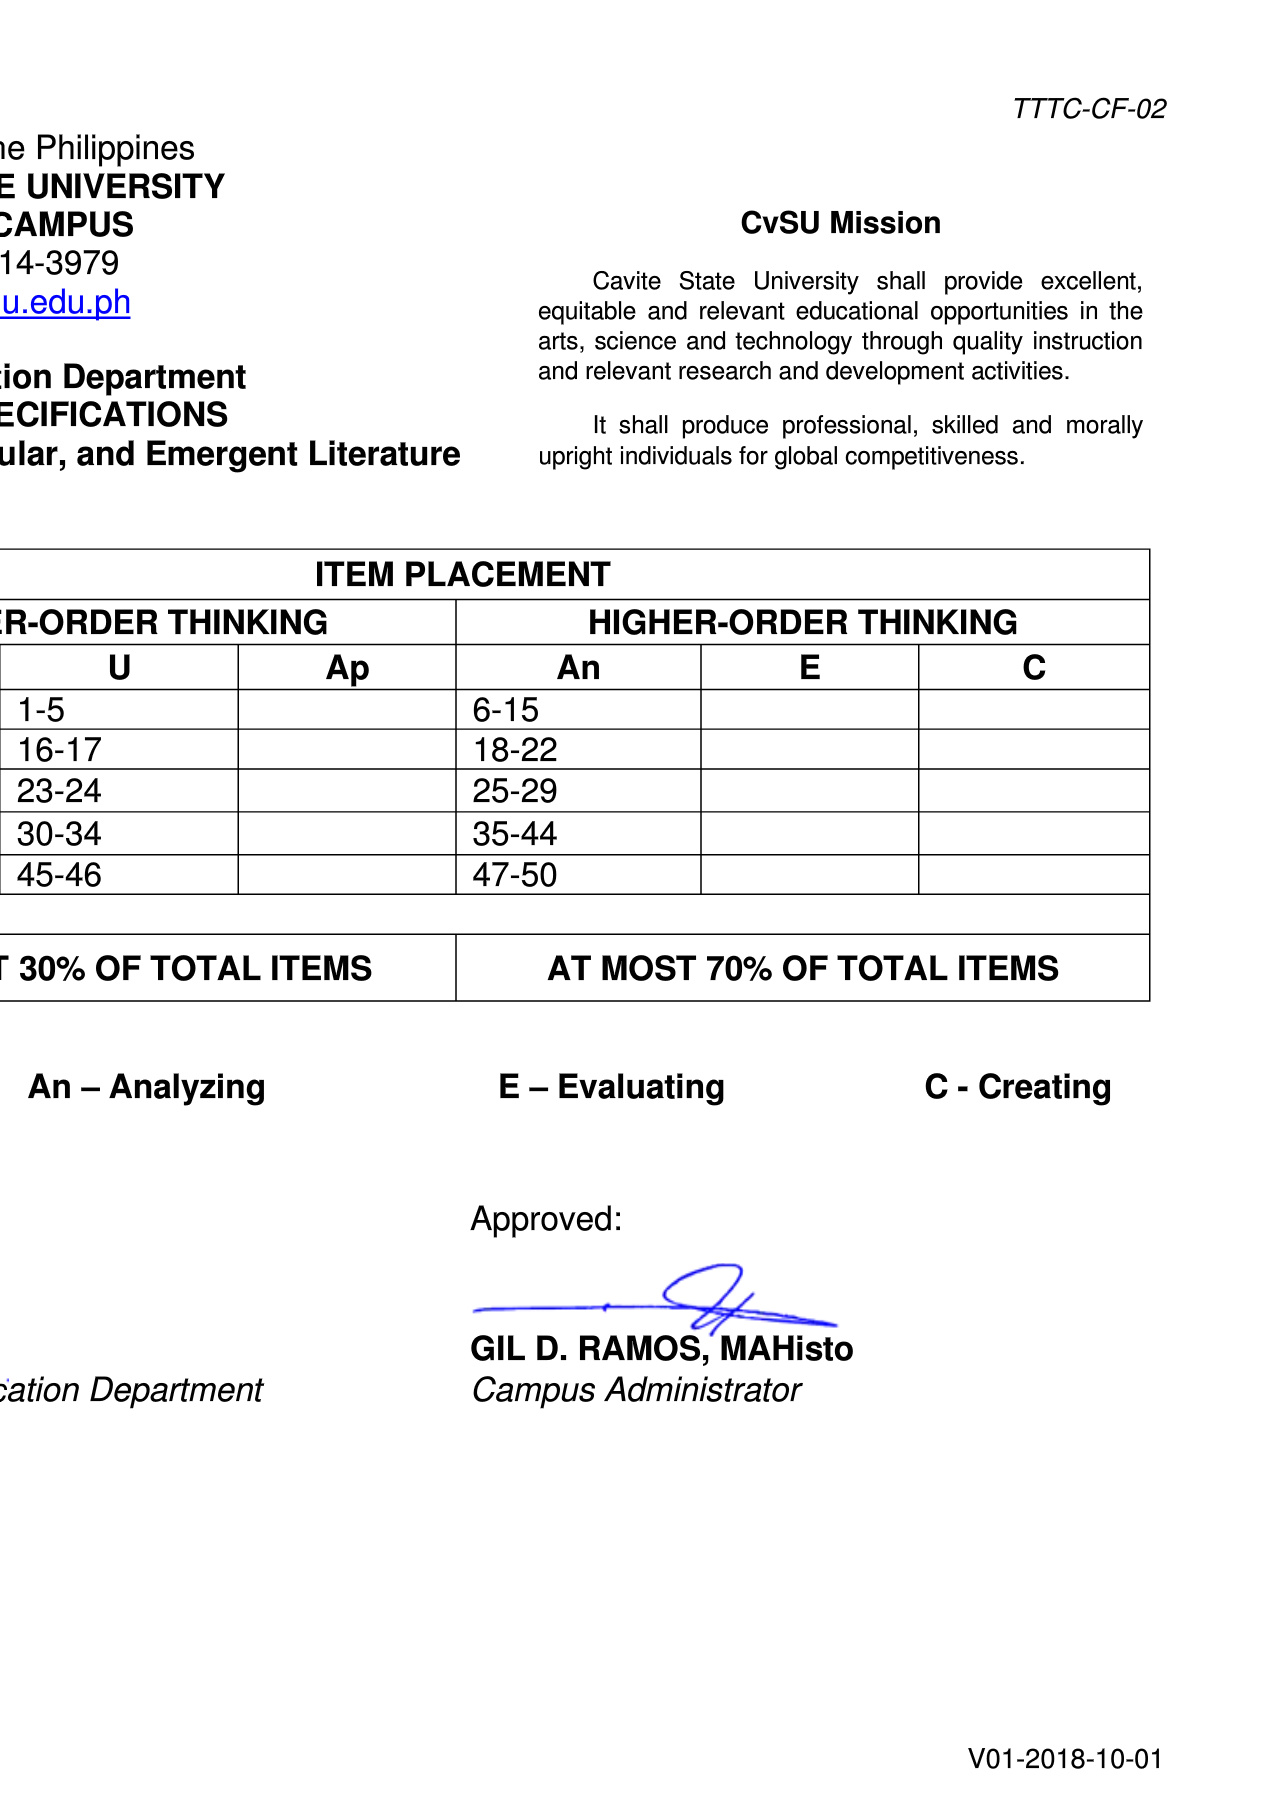 TTTC-CF-02
ne Philippines
E UNIVERSITY
CAMPUS
14-3979
u.edu.ph
tion Department
ECIFICATIONS
ular, and Emergent Literature
CvSU Mission
Cavite State University shall provide excellent,
equitable and relevant educational opportunities in the
arts, science and technology through quality instruction
and relevant research and development activities.
It shall produce professional, skilled and morally
upright individuals for global competitiveness.
ITEM PLACEMENT
ER-ORDER THINKING HIGHER-ORDER THINKING
U Ap An E C
1-5 6-15
16-17 18-22
23-24 25-29
30-34 35-44
45-46 47-50
T 30% OF TOTAL ITEMS AT MOST 70% OF TOTAL ITEMS
An – Analyzing E – Evaluating C - Creating
Approved:
GIL D. RAMOS, MAHisto
cation Department Campus Administrator
V01-2018-10-01